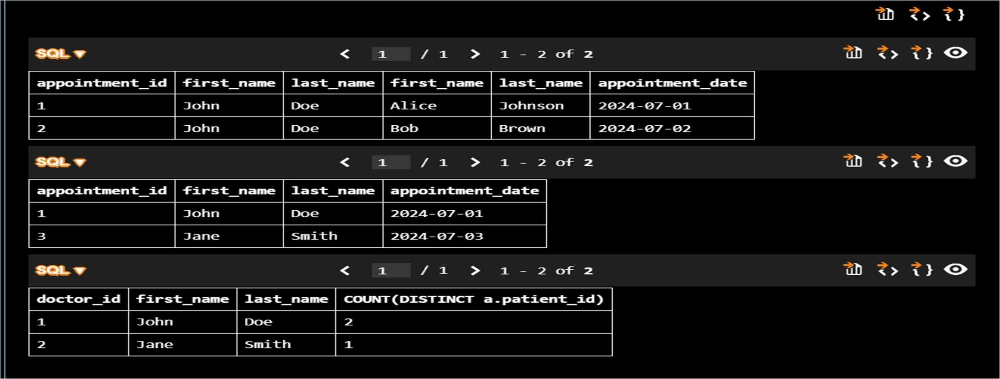 SQL < 1 / 1 > 1 - 2 of 2
appointment_id first_name last_name first_name last_name appointment_date
1 John Doe Alice Johnson 2024-07-01
2 John Doe Bob Brown 2024-07-02
SQL < 1 / 1 > 1 - 2 of 2
appointment_id first_name last_name appointment_date
1 John Doe 2024-07-01
3 Jane Smith 2024-07-03
SQL < 1 / 1 > 1 - 2 of 2
doctor_id first_name last_name COUNT(DISTINCT a.patient_id)
1 John Doe 2
2 Jane Smith 1